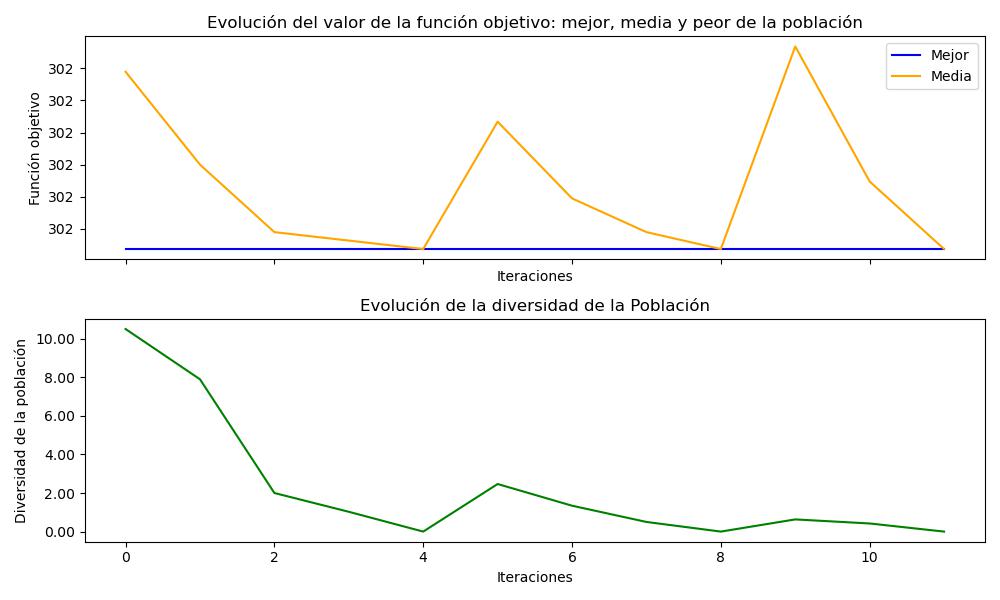 Evolución del valor de la función objetivo: mejor, media y peor de la población
302
302
302
302
302
302
Función objetivo
Mejor
Media
Iteraciones
Evolución de la diversidad de la Población
10.00
8.00
6.00
4.00
2.00
0.00
Diversidad de la población
0 2 4 6 8 10
Iteraciones